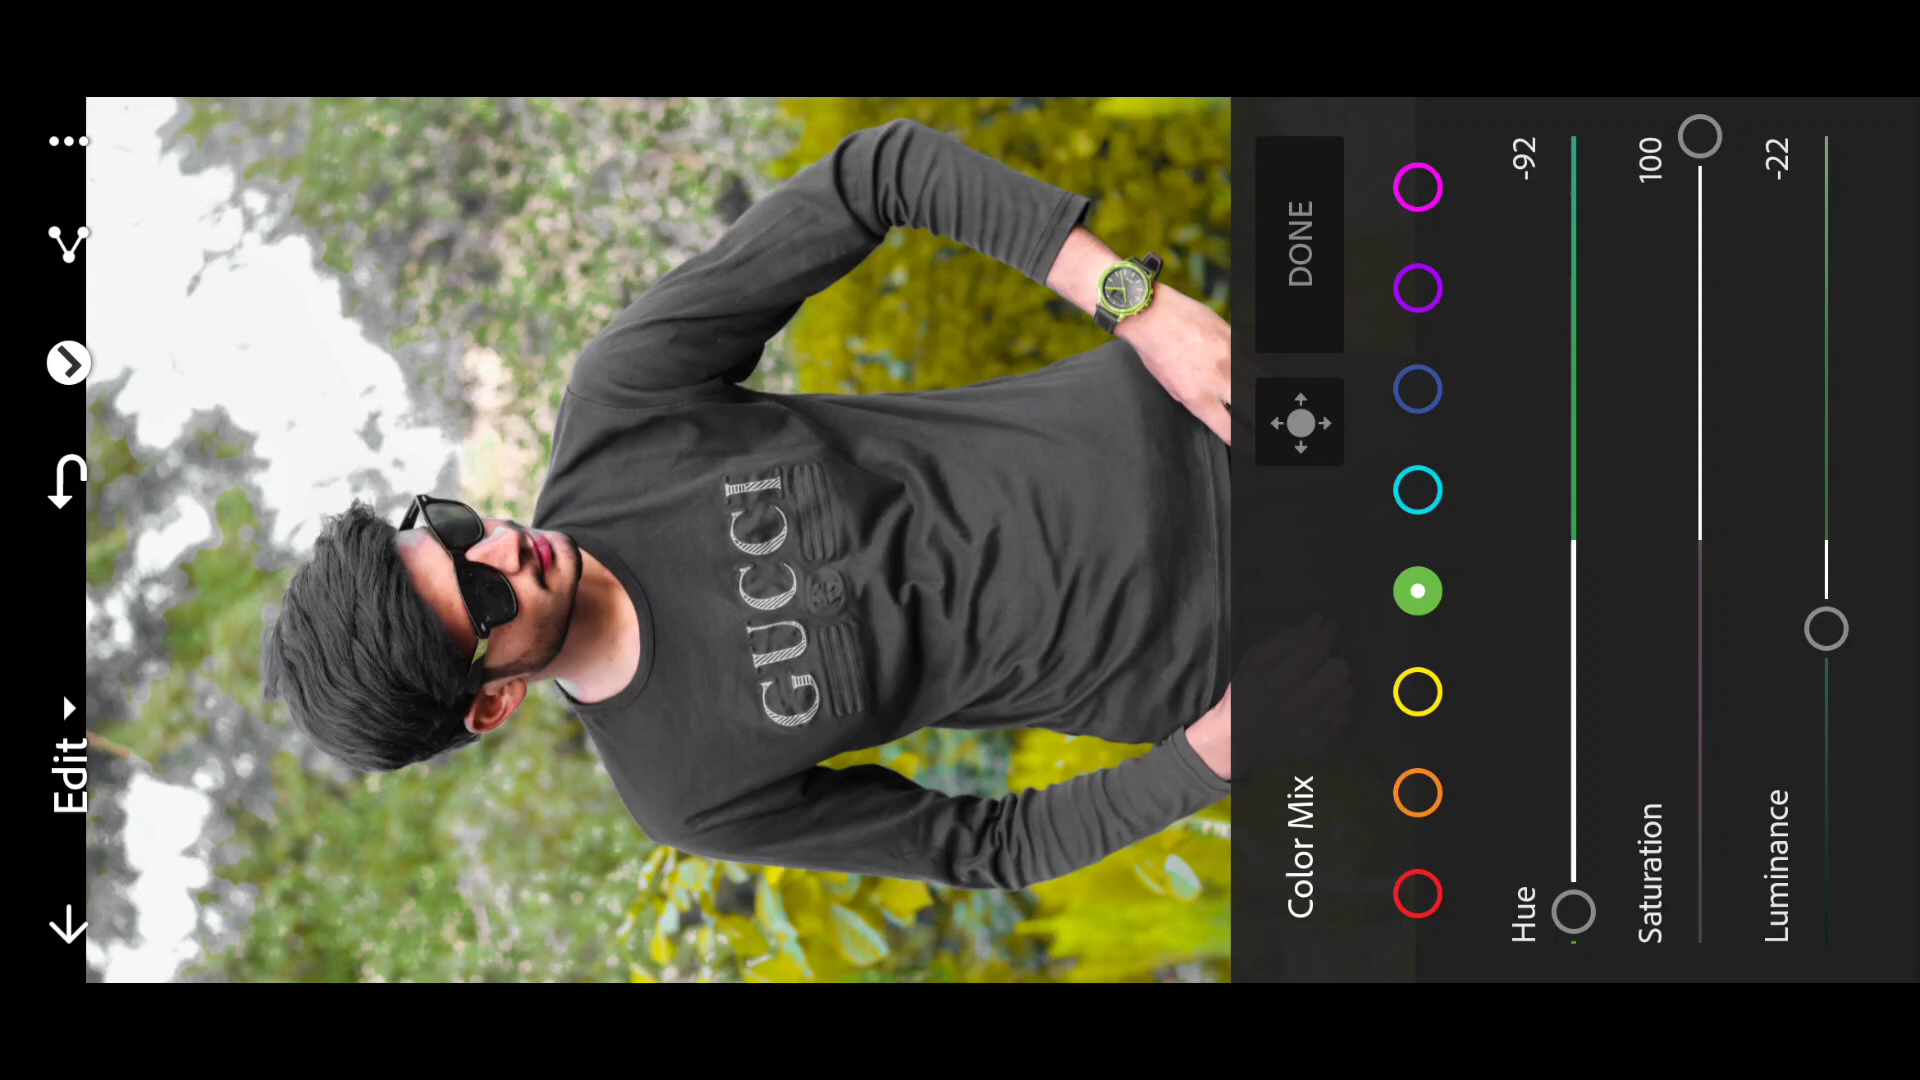 Edit
GUCCI
Color Mix
DONE
Hue -92
Saturation 100
Luminance -22